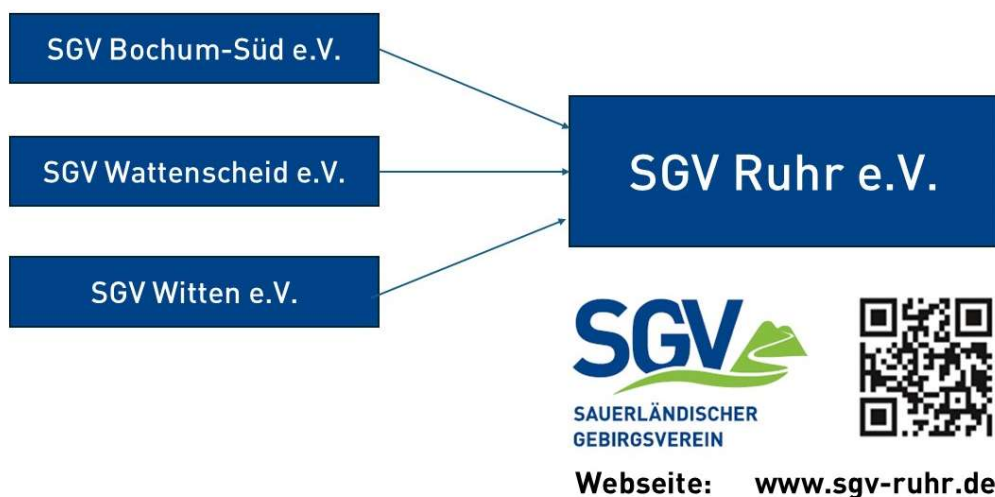 SGV Bochum-Süd e.V.
SGV Wattenscheid e.V.
SGV Witten e.V.
SGV Ruhr e.V.
SGV
SAUERLÄNDISCHER
GEBIRGSVEREIN
Webseite: www.sgv-ruhr.de